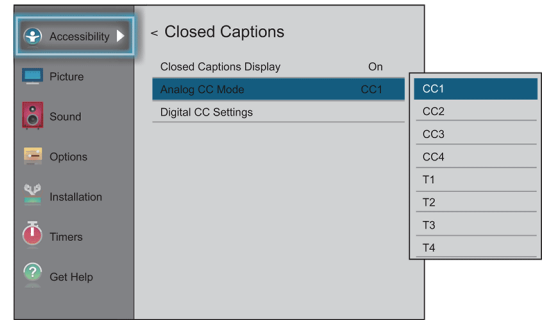 Accessibility
Picture
Sound
Options
Installation
Timers
Get Help
< Closed Captions
Closed Captions Display On
Analog CC Mode CC1
Digital CC Settings
CC1
CC2
CC3
CC4
T1
T2
T3
T4